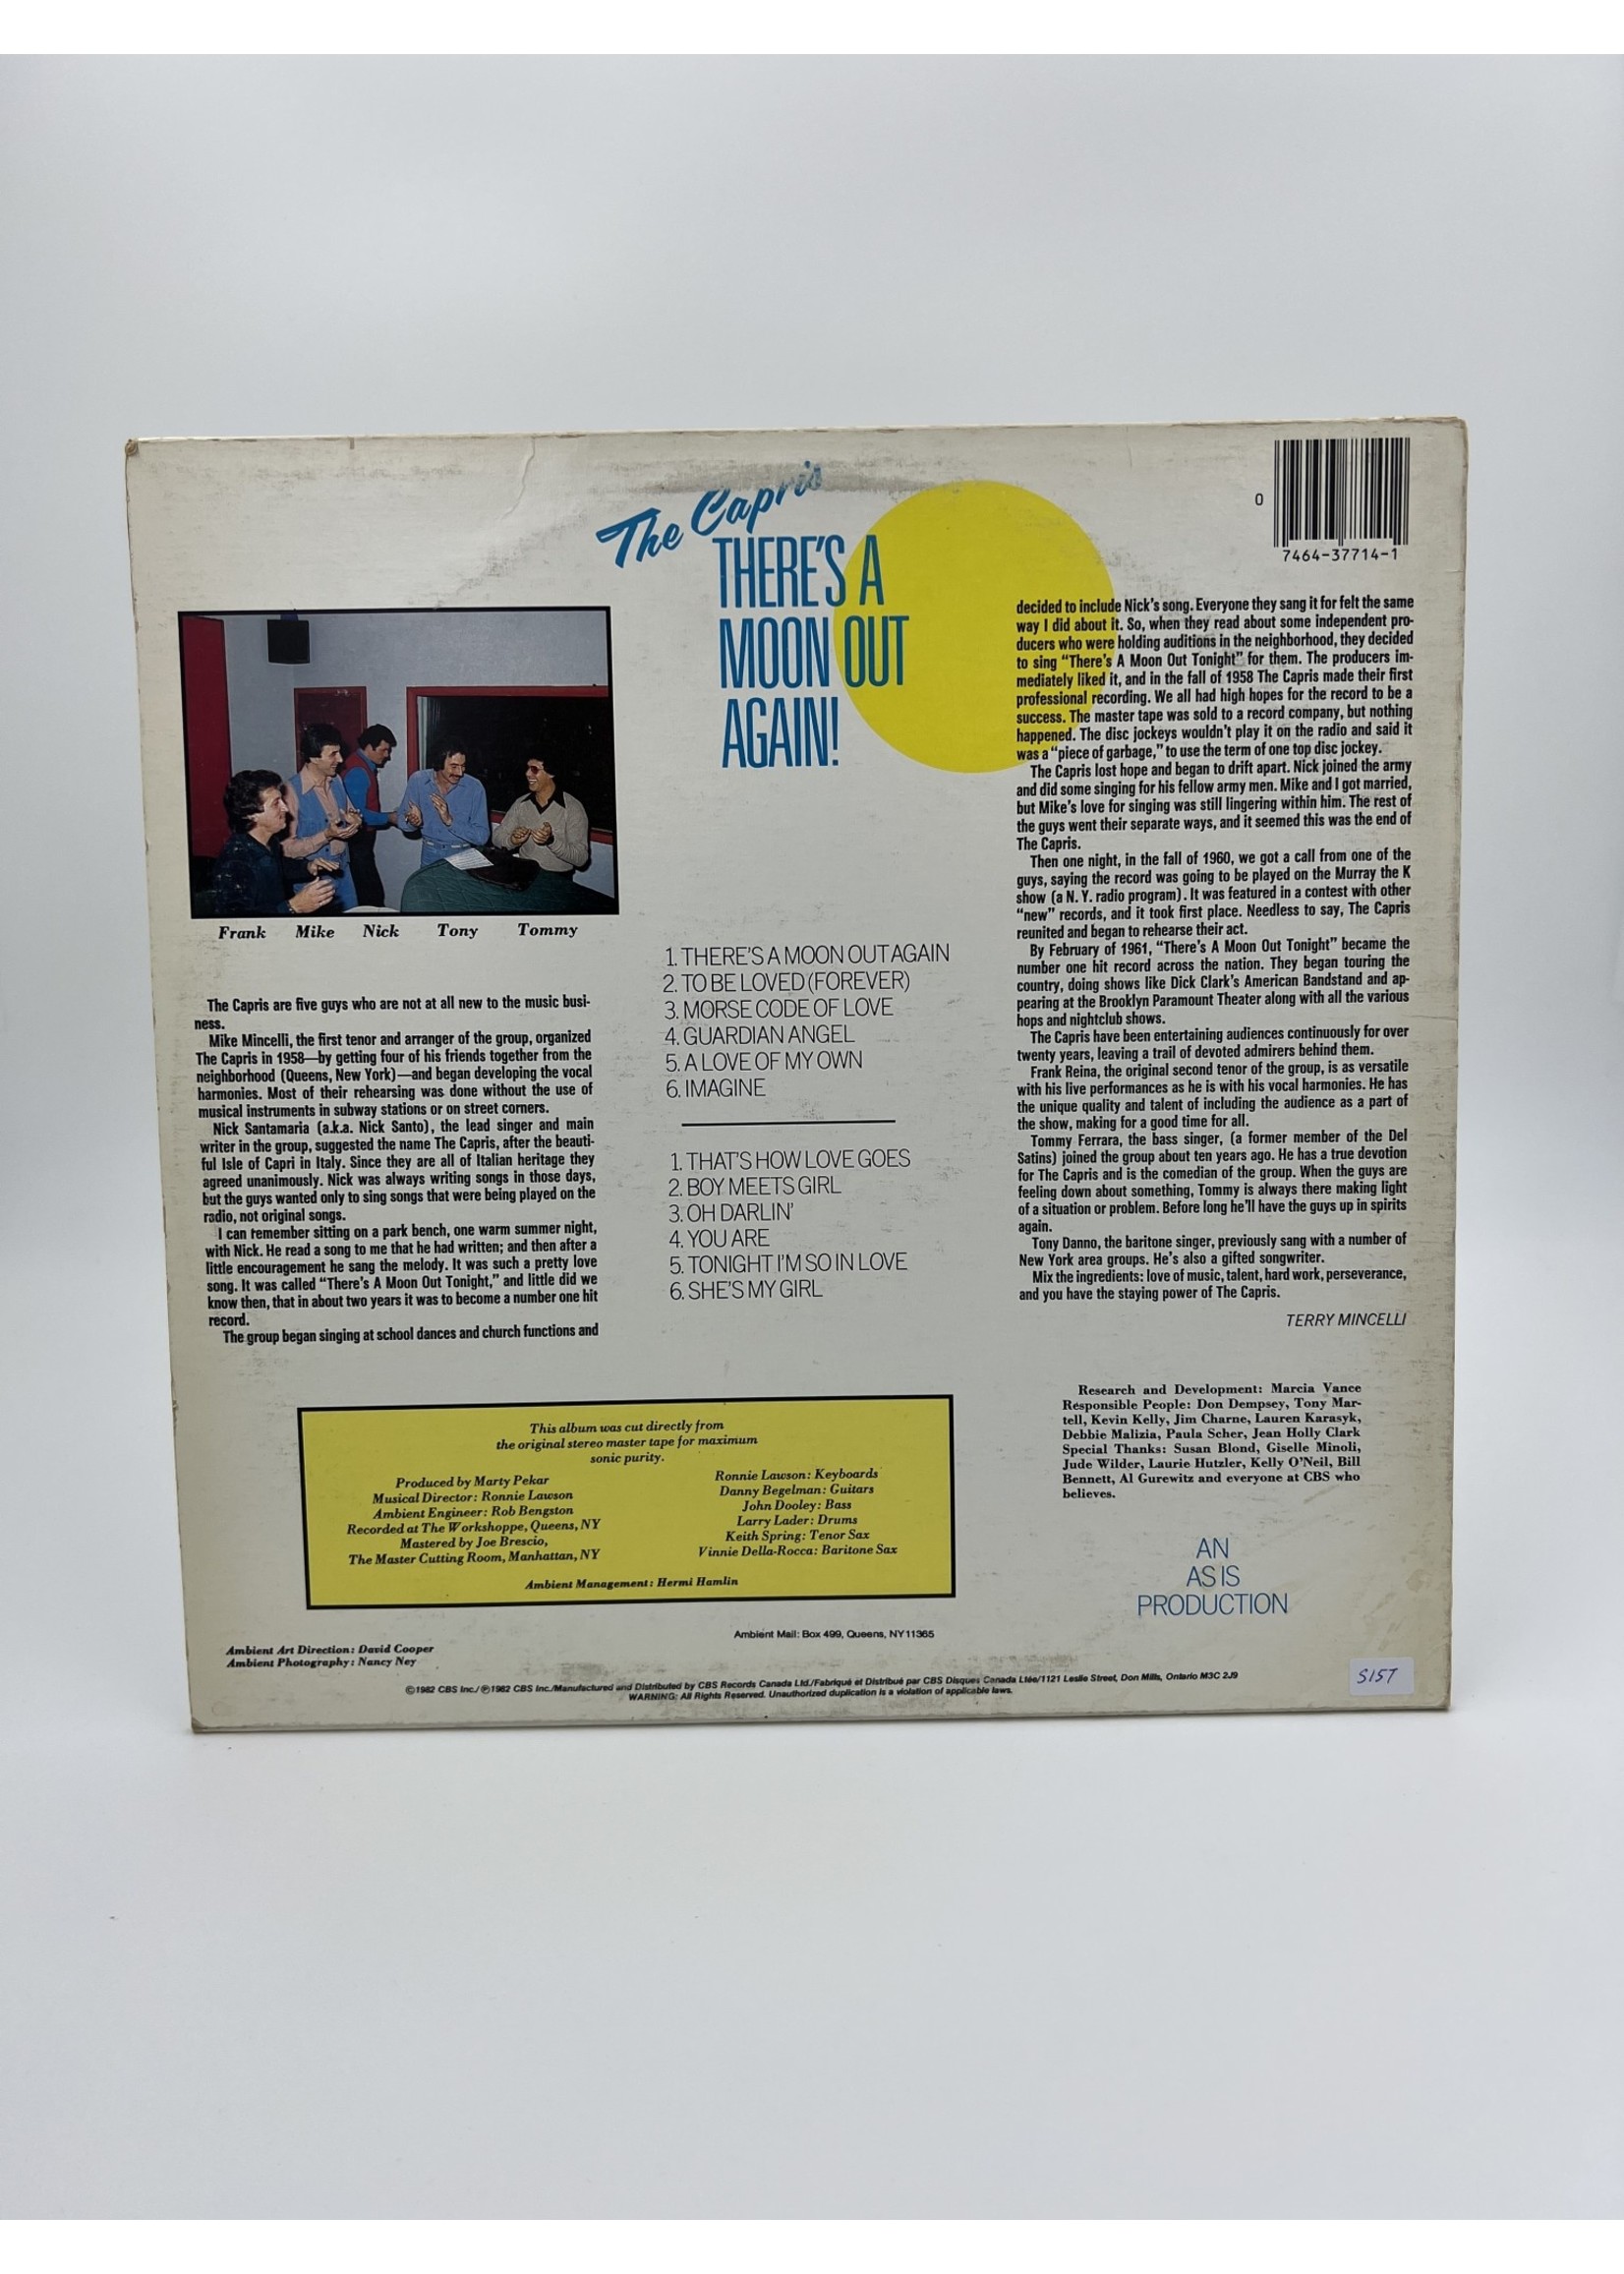 The Capris
THERE'S A
MOON OUT
AGAIN!
0
7464-37714-1
Frank Mike Nick Tony Tommy
The Capris are five guys who are not at all new to the music busi-
ness.
Mike Mincelli, the first tenor and arranger of the group, organized
The Capris in 1958—by getting four of his friends together from the
neighborhood (Queens, New York)—and began developing the vocal
harmonies. Most of their rehearsing was done without the use of
musical instruments in subway stations or on street corners.
Nick Santamaria (a.k.a. Nick Santo), the lead singer and main
writer in the group, suggested the name The Capris, after the beauti-
ful Isle of Capri in Italy. Since they are all of Italian heritage they
agreed unanimously. Nick was always writing songs in those days,
but the guys wanted only to sing songs that were being played on the
radio, not original songs.
I can remember sitting on a park bench, one warm summer night,
with Nick. He read a song to me that he had written; and then after a
little encouragement he sang the melody. It was such a pretty love
song. It was called “There's A Moon Out Tonight,” and little did we
know then, that in about two years it was to become a number one hit
record.
The group began singing at school dances and church functions and
1. THERE'S A MOON OUT AGAIN
2. TO BE LOVED (FOREVER)
3. MORSE CODE OF LOVE
4. GUARDIAN ANGEL
5. A LOVE OF MY OWN
6. IMAGINE
1. THAT'S HOW LOVE GOES
2. BOY MEETS GIRL
3. OH DARLIN'
4. YOU ARE
5. TONIGHT I'M SO IN LOVE
6. SHE'S MY GIRL
decided to include Nick's song. Everyone they sang it for felt the same
way I did about it. So, when they read about some independent pro-
ducers who were holding auditions in the neighborhood, they decided
to sing “There's A Moon Out Tonight” for them. The producers im-
mediately liked it, and in the fall of 1958 The Capris made their first
professional recording. We all had high hopes for the record to be a
success. The master tape was sold to a record company, but nothing
happened. The disc jockeys wouldn't play it on the radio and said it
was a “piece of garbage,” to use the term of one top disc jockey.
The Capris lost hope and began to drift apart. Nick joined the army
and did some singing for his fellow army men. Mike and I got married,
but Mike's love for singing was still lingering within him. The rest of
the guys went their separate ways, and it seemed this was the end of
The Capris.
Then one night, in the fall of 1960, we got a call from one of the
guys, saying the record was going to be played on the Murray the K
show (a N.Y. radio program). It was featured in a contest with other
“new” records, and it took first place. Needless to say, The Capris
reunited and began to rehearse their act.
By February of 1961, “There's A Moon Out Tonight” became the
number one hit record across the nation. They began touring the
country, doing shows like Dick Clark's American Bandstand and ap-
pearing at the Brooklyn Paramount Theater along with all the various
hops and nightclub shows.
The Capris have been entertaining audiences continuously for over
twenty years, leaving a trail of devoted admirers behind them.
Frank Reina, the original second tenor of the group, is as versatile
with his live performances as he is with his vocal harmonies. He has
the unique quality and talent of including the audience as a part of
the show, making for a good time for all.
Tommy Ferrara, the bass singer, (a former member of the Del
Satins) joined the group about ten years ago. He has a true devotion
for The Capris and is the comedian of the group. When the guys are
feeling down about something, Tommy is always there making light
of a situation or problem. Before long he'll have the guys up in spirits
again.
Tony Danno, the baritone singer, previously sang with a number of
New York area groups. He's also a gifted songwriter.
Mix the ingredients: love of music, talent, hard work, perseverance,
and you have the staying power of The Capris.
TERRY MINCELLI
This album was cut directly from
the original stereo master tape for maximum
sonic purity.
Produced by Marty Pekar
Musical Director: Ronnie Lawson
Ambient Engineer: Rob Bengston
Recorded at The Workshoppe, Queens, NY
Mastered by Joe Brescio,
The Master Cutting Room, Manhattan, NY
Ronnie Lawson: Keyboards
Danny Begelman: Guitars
John Dooley: Bass
Larry Lader: Drums
Keith Spring: Tenor Sax
Vinnie Della-Rocca: Baritone Sax
Ambient Management: Hermi Hamlin
Research and Development: Marcia Vance
Responsible People: Don Dempsey, Tony Mar-
tell, Kevin Kelly, Jim Charne, Lauren Karasyk,
Debbie Malizia, Paula Scher, Jean Holly Clark
Special Thanks: Susan Blond, Giselle Minoli,
Jude Wilder, Laurie Hutzler, Kelly O'Neil, Bill
Bennett, Al Gurewitz and everyone at CBS who
believes.
AN
AS IS
PRODUCTION
Ambient Mail: Box 499, Queens, NY 11365
Ambient Art Direction: David Cooper
Ambient Photography: Nancy Ney
©1982 CBS Inc./℗1982 CBS Inc./Manufactured and Distributed by CBS Records Canada Ltd./Fabriqué et Distribué par CBS Disques Canada Ltée/1121 Leslie Street, Don Mills, Ontario M3C 2J9
WARNING: All Rights Reserved. Unauthorized duplication is a violation of applicable laws.
S157